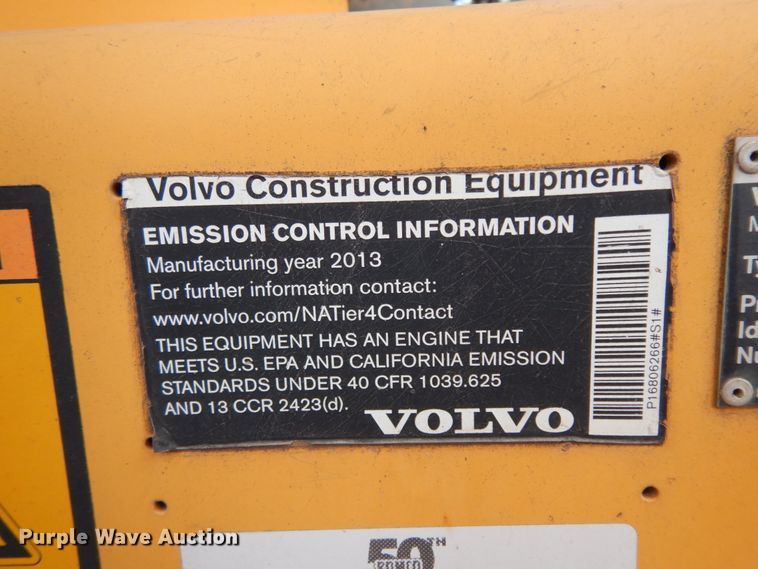 Volvo Construction Equipment
EMISSION CONTROL INFORMATION
Manufacturing year 2013
For further information contact:
www.volvo.com/NATier4Contact
THIS EQUIPMENT HAS AN ENGINE THAT
MEETS U.S. EPA AND CALIFORNIA EMISSION
STANDARDS UNDER 40 CFR 1039.625
AND 13 CCR 2423(d).
VOLVO
P16806266#S1#
50TH
Purple Wave Auction